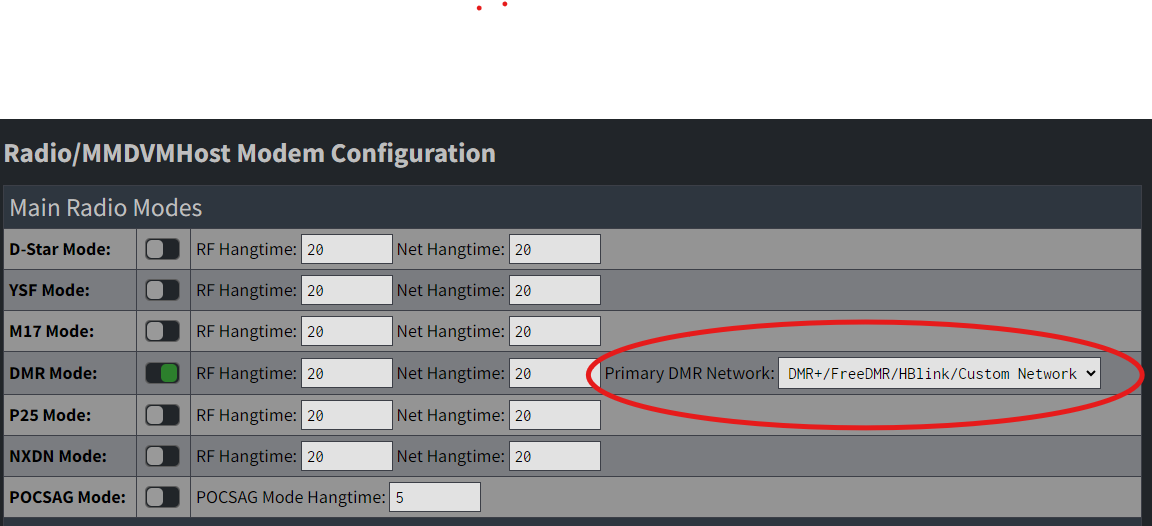 Radio/MMDVMHost Modem Configuration
Main Radio Modes
D-Star Mode: RF Hangtime: 20 Net Hangtime: 20
YSF Mode: RF Hangtime: 20 Net Hangtime: 20
M17 Mode: RF Hangtime: 20 Net Hangtime: 20
DMR Mode: RF Hangtime: 20 Net Hangtime: 20 Primary DMR Network: DMR+/FreeDMR/HBlink/Custom Network
P25 Mode: RF Hangtime: 20 Net Hangtime: 20
NXDN Mode: RF Hangtime: 20 Net Hangtime: 20
POCSAG Mode: POCSAG Mode Hangtime: 5